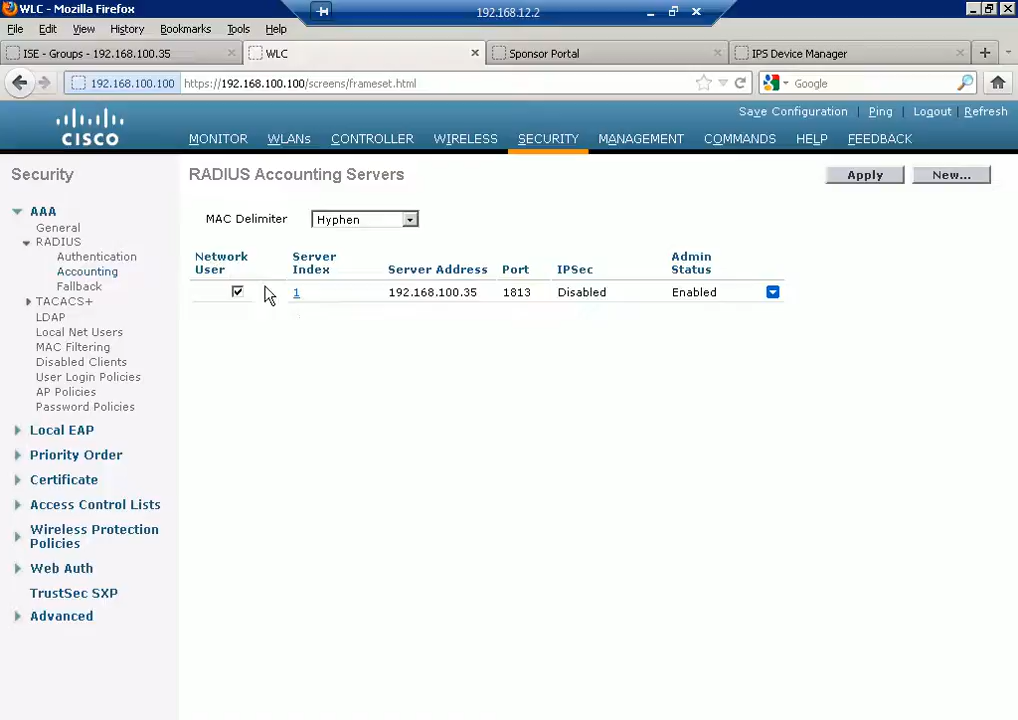 WLC - Mozilla Firefox
192.168.12.2
File Edit View History Bookmarks Tools Help
ISE - Groups - 192.168.100.35
WLC
Sponsor Portal
IPS Device Manager
192.168.100.100 https://192.168.100.100/screens/frameset.html
Google
CISCO
Save Configuration Ping Logout Refresh
MONITOR WLANs CONTROLLER WIRELESS SECURITY MANAGEMENT COMMANDS HELP FEEDBACK
Security
AAA
General
RADIUS
Authentication
Accounting
Fallback
TACACS+
LDAP
Local Net Users
MAC Filtering
Disabled Clients
User Login Policies
AP Policies
Password Policies
Local EAP
Priority Order
Certificate
Access Control Lists
Wireless Protection
Policies
Web Auth
TrustSec SXP
Advanced
RADIUS Accounting Servers
Apply
New...
MAC Delimiter Hyphen
Network User
Server Index
Server Address
Port
IPSec
Admin Status
1 192.168.100.35 1813 Disabled Enabled